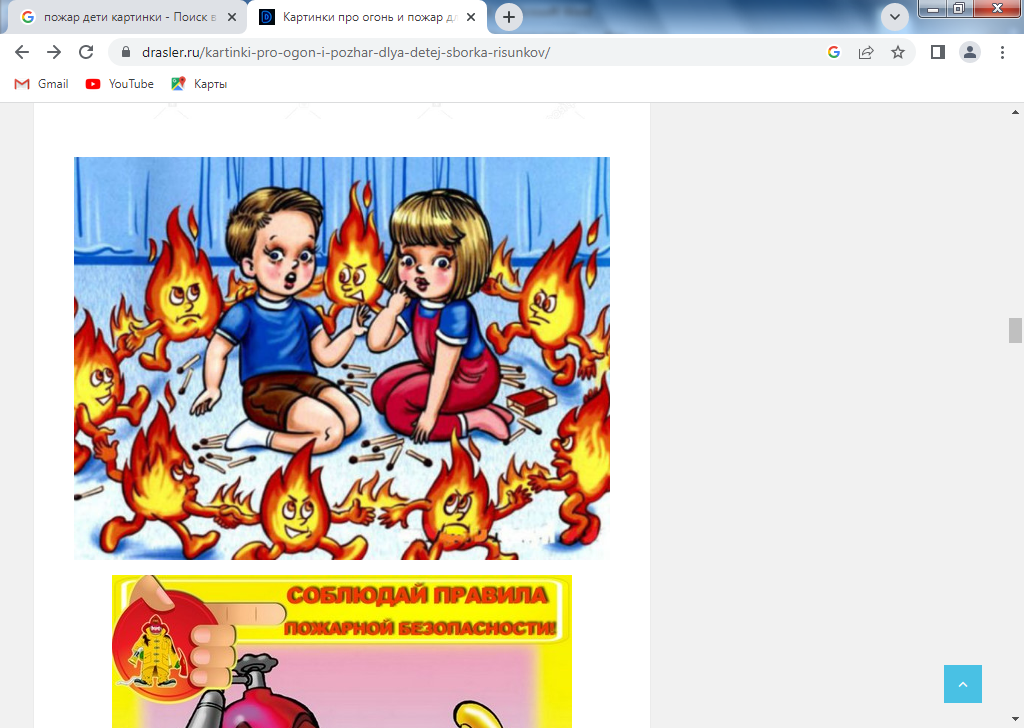 пожар дети картинки - Поиск в
Картинки про огонь и пожар дл
drasler.ru/kartinki-pro-ogon-i-pozhar-dlya-detej-sborka-risunkov/
Gmail
YouTube
Карты
СОБЛЮДАЙ ПРАВИЛА
ПОЖАРНОЙ БЕЗОПАСНОСТИ!